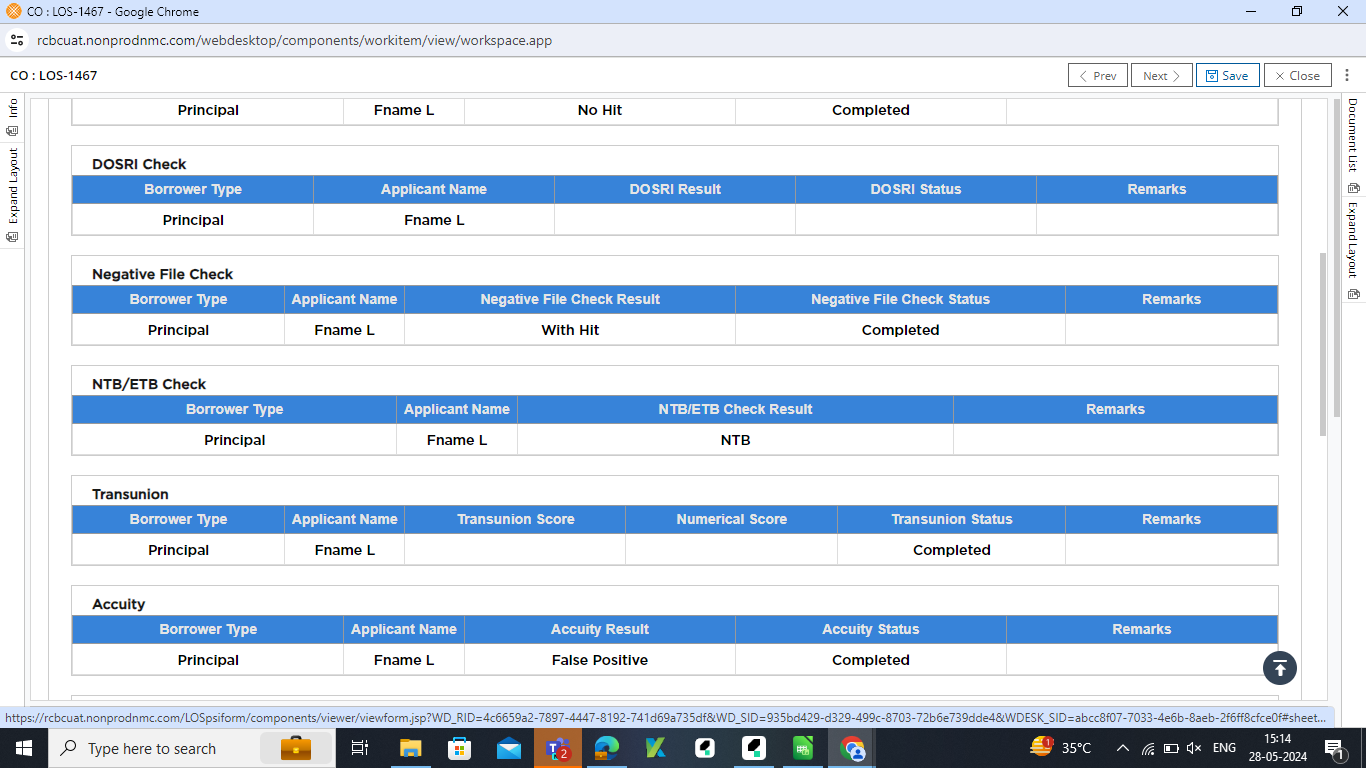 CO : LOS-1467 - Google Chrome
rcbcuat.nonprodnmc.com/webdesktop/components/workitem/view/workspace.app
CO : LOS-1467
Prev
Next
Save
Close
Info
Expand Layout
Document List
Expand Layout
Principal Fname L No Hit Completed
DOSRI Check
Borrower Type Applicant Name DOSRI Result DOSRI Status Remarks
Principal Fname L
Negative File Check
Borrower Type Applicant Name Negative File Check Result Negative File Check Status Remarks
Principal Fname L With Hit Completed
NTB/ETB Check
Borrower Type Applicant Name NTB/ETB Check Result Remarks
Principal Fname L NTB
Transunion
Borrower Type Applicant Name Transunion Score Numerical Score Transunion Status Remarks
Principal Fname L Completed
Accuity
Borrower Type Applicant Name Accuity Result Accuity Status Remarks
Principal Fname L False Positive Completed
https://rcbcuat.nonprodnmc.com/LOSpsiform/components/viewer/viewform.jsp?WD_RID=4c6659a2-7897-4447-8192-741d69a735df&WD_SID=935bd429-d329-499c-8703-72b6e739dde4&WDESK_SID=abcc8f07-7033-4e6b-8aeb-2f6ff8cfce0f#sheet...
Type here to search
2
1
35°C
ENG
15:14
28-05-2024
1